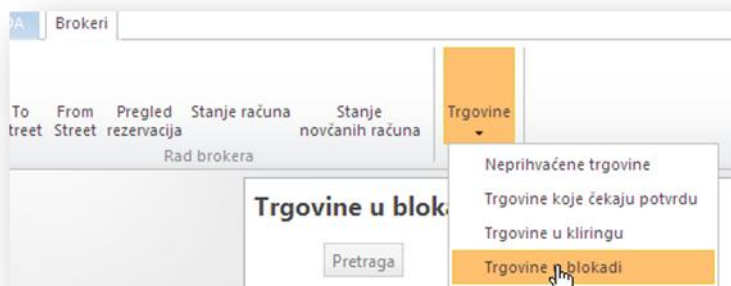 Brokeri
To From Pregled Stanje računa Stanje Trgovine
Street rezervacija novčanih računa
Rad brokera
Neprihvaćene trgovine
Trgovine koje čekaju potvrdu
Trgovine u kliringu
Trgovine u blokadi
Trgovine u
Pretraga